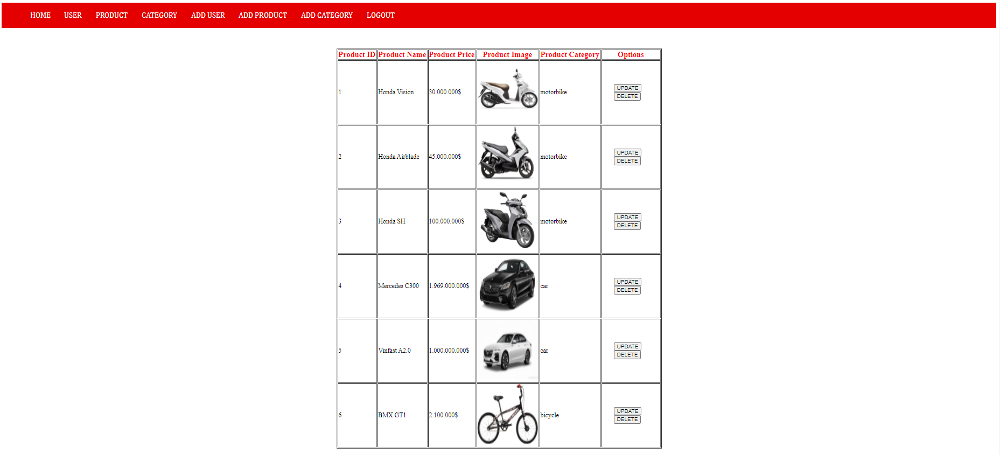 HOME USER PRODUCT CATEGORY ADD USER ADD PRODUCT ADD CATEGORY LOGOUT
Product ID Product Name Product Price Product Image Product Category Options
1 Honda Vision 30.000.000$ motorbike UPDATE
DELETE
2 Honda Airblade 45.000.000$ motorbike UPDATE
DELETE
3 Honda SH 100.000.000$ motorbike UPDATE
DELETE
4 Mercedes C300 1.969.000.000$ car UPDATE
DELETE
5 Vinfast A2.0 1.000.000.000$ car UPDATE
DELETE
6 BMX GT1 2.100.000$ bicycle UPDATE
DELETE